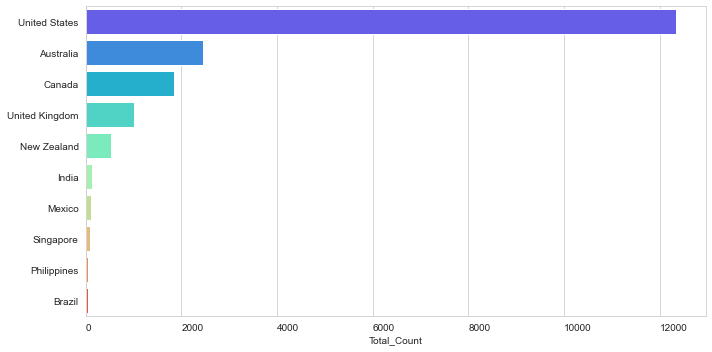 United States
Australia
Canada
United Kingdom
New Zealand
India
Mexico
Singapore
Philippines
Brazil
0 2000 4000 6000 8000 10000 12000
Total_Count